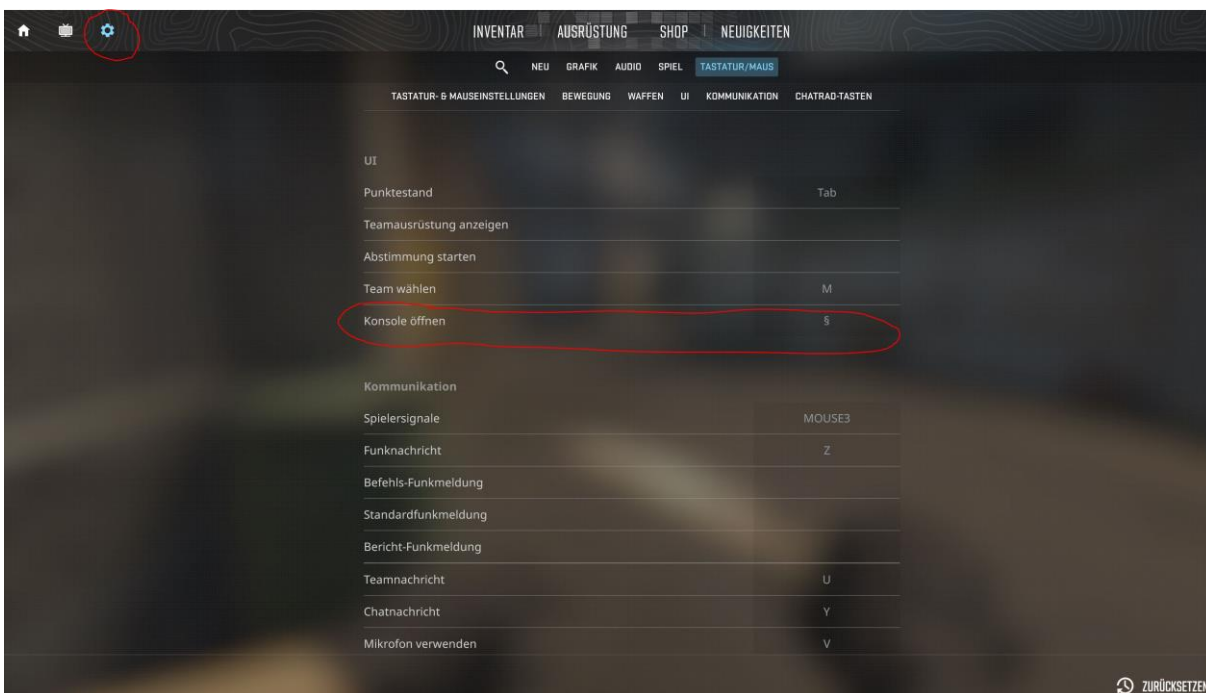 INVENTAR AUSRÜSTUNG SHOP NEUIGKEITEN
NEU GRAFIK AUDIO SPIEL TASTATUR/MAUS
TASTATUR- & MAUSEINSTELLUNGEN BEWEGUNG WAFFEN UI KOMMUNIKATION CHATRAD-TASTEN
UI
Punktestand Tab
Teamausrüstung anzeigen
Abstimmung starten
Team wählen M
Konsole öffnen §
Kommunikation
Spielersignale MOUSE3
Funknachricht Z
Befehls-Funkmeldung
Standardfunkmeldung
Bericht-Funkmeldung
Teamnachricht U
Chatnachricht Y
Mikrofon verwenden V
ZURÜCKSETZEN